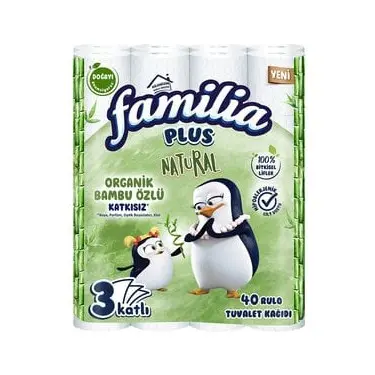 DOĞAYI
YENİ
familia
PLUS
NATURAL
ORGANİK
BAMBU ÖZLÜ
KATKISIZ*
100%
BİTKİSEL
LİFLER
3 katlı
40 RULO
TUVALET KAĞIDI